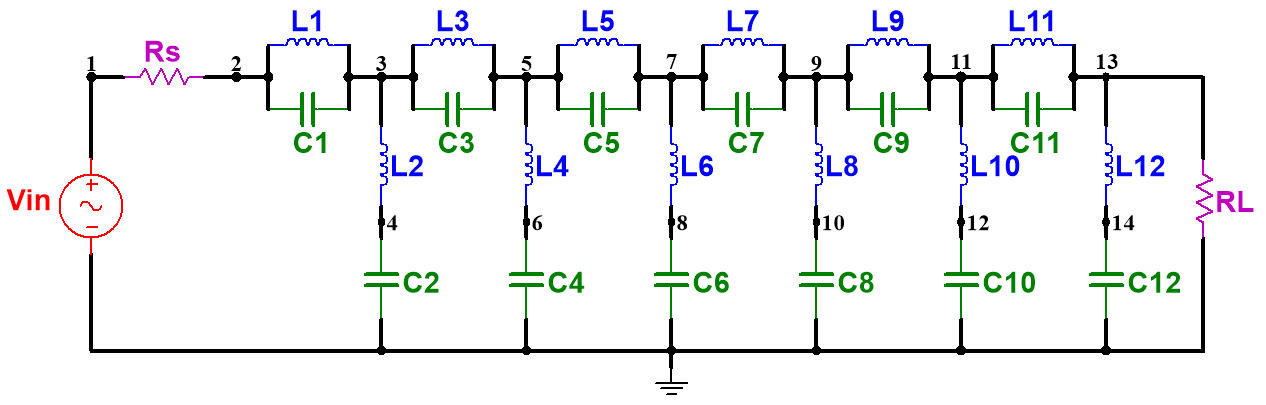 L1 L3 L5 L7 L9 L11
Rs
1 2 3 5 7 9 11 13
C1 C3 C5 C7 C9 C11
L2 L4 L6 L8 L10 L12
Vin + RL
−
4 6 8 10 12 14
C2 C4 C6 C8 C10 C12